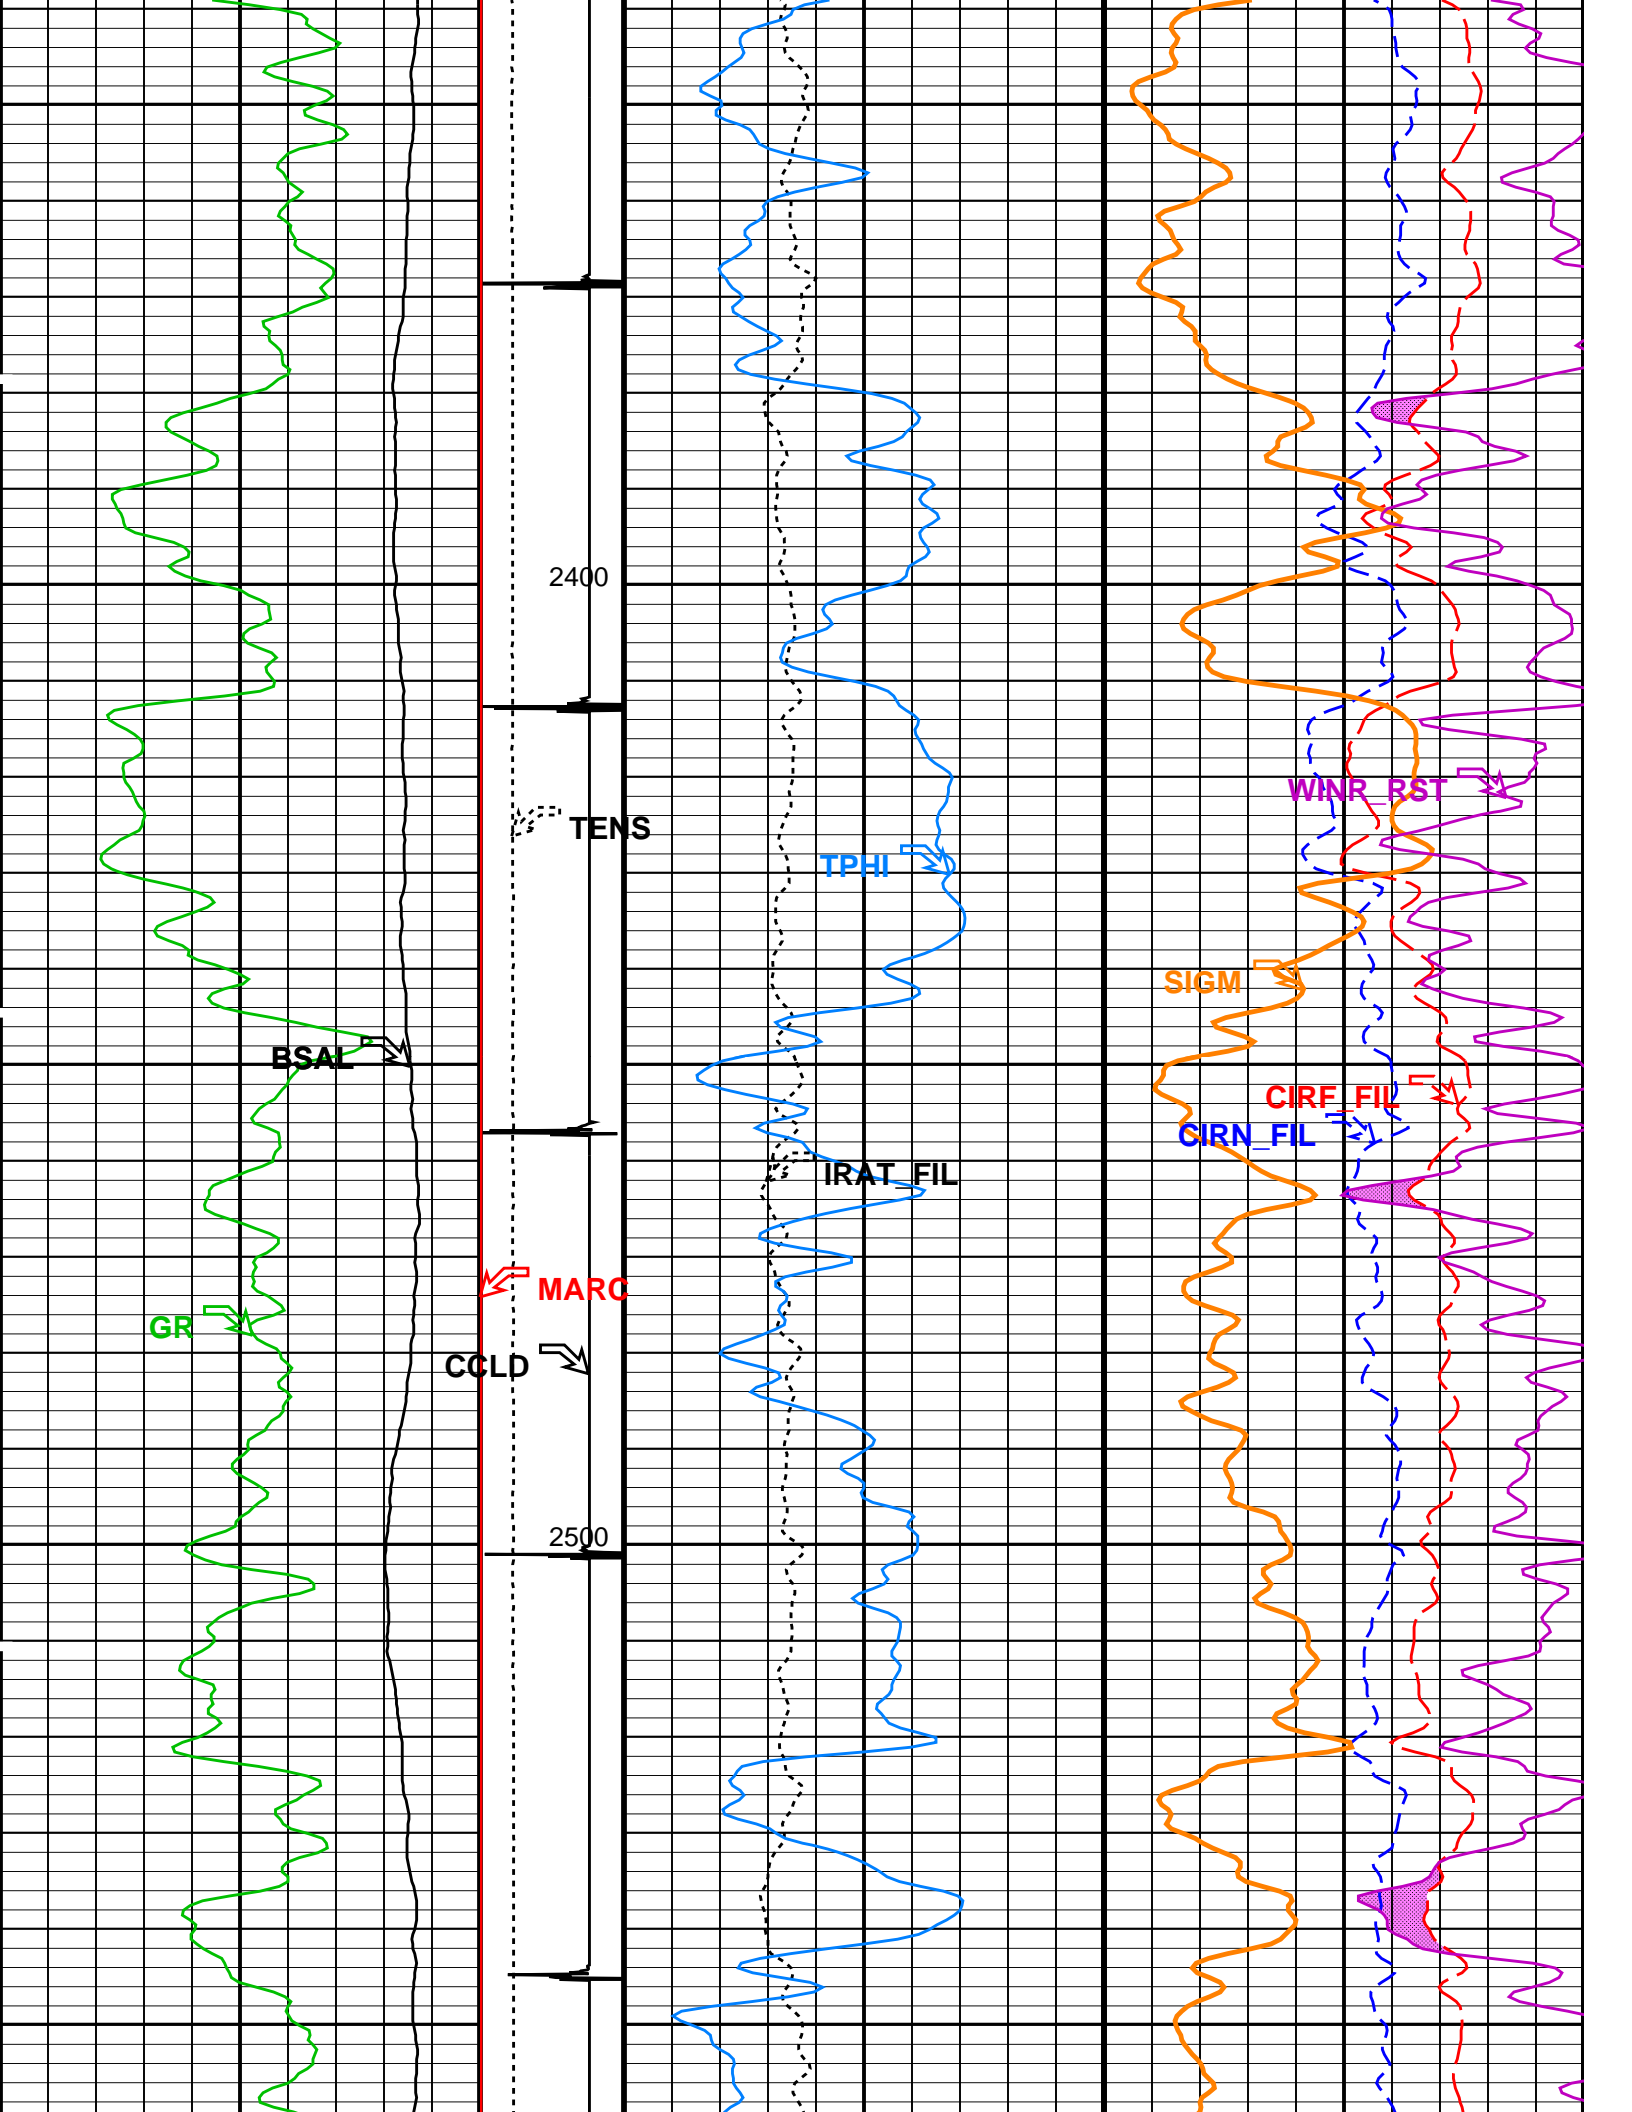 2400
WINR_RST
TENS
TPHI
SIGM
BSAL
CIRF_FIL
CIRN_FIL
IRAT_FIL
MARC
GR
CCLD
2500